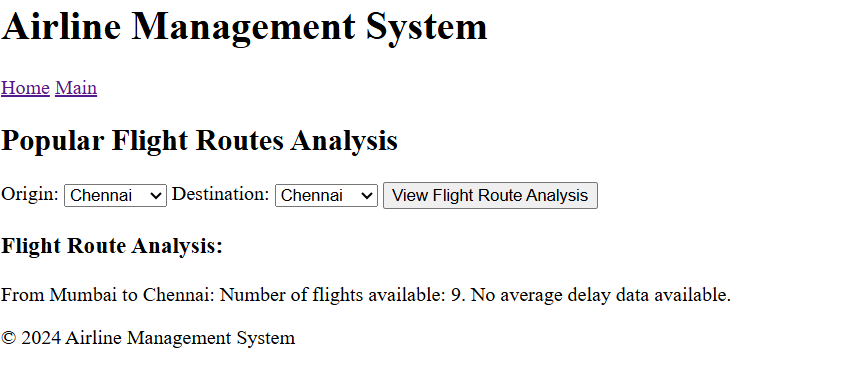 Airline Management System
Home Main
Popular Flight Routes Analysis
Origin: Chennai Destination: Chennai View Flight Route Analysis
Flight Route Analysis:
From Mumbai to Chennai: Number of flights available: 9. No average delay data available.
© 2024 Airline Management System